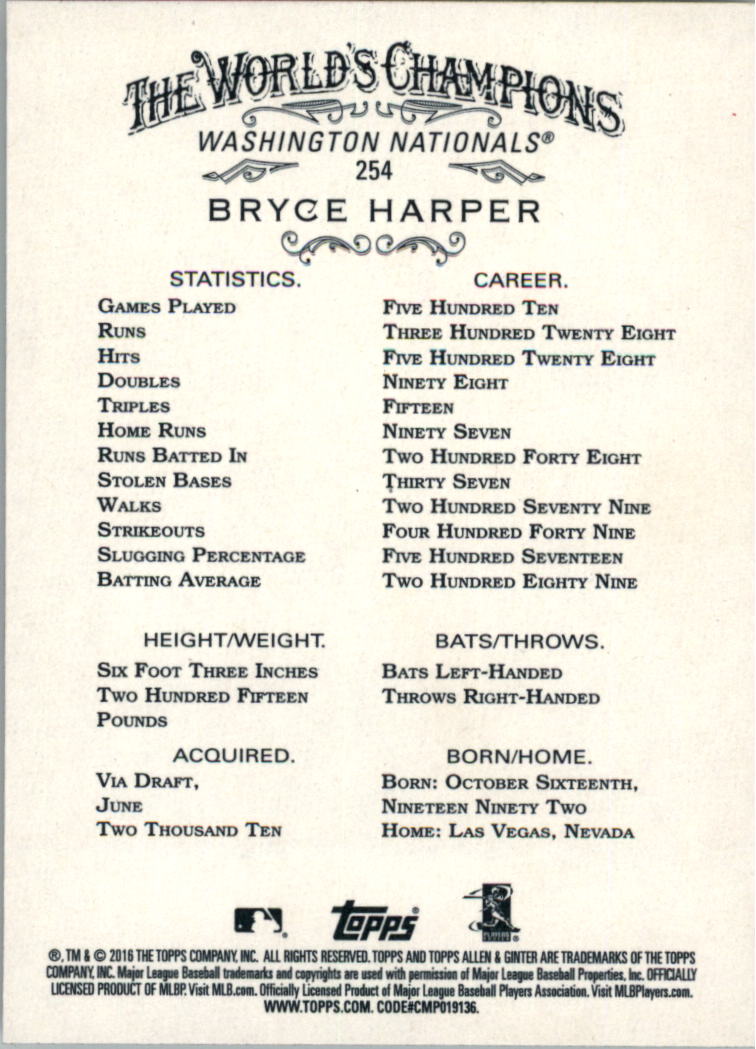 THE WORLD'S CHAMPIONS
WASHINGTON NATIONALS®
254
BRYCE HARPER
STATISTICS. CAREER.
GAMES PLAYED FIVE HUNDRED TEN
RUNS THREE HUNDRED TWENTY EIGHT
HITS FIVE HUNDRED TWENTY EIGHT
DOUBLES NINETY EIGHT
TRIPLES FIFTEEN
HOME RUNS NINETY SEVEN
RUNS BATTED IN TWO HUNDRED FORTY EIGHT
STOLEN BASES THIRTY SEVEN
WALKS TWO HUNDRED SEVENTY NINE
STRIKEOUTS FOUR HUNDRED FORTY NINE
SLUGGING PERCENTAGE FIVE HUNDRED SEVENTEEN
BATTING AVERAGE TWO HUNDRED EIGHTY NINE
HEIGHT/WEIGHT. BATS/THROWS.
SIX FOOT THREE INCHES BATS LEFT-HANDED
TWO HUNDRED FIFTEEN THROWS RIGHT-HANDED
POUNDS
ACQUIRED. BORN/HOME.
VIA DRAFT, BORN: OCTOBER SIXTEENTH,
JUNE NINETEEN NINETY TWO
TWO THOUSAND TEN HOME: LAS VEGAS, NEVADA
Topps®
®, TM & © 2016 THE TOPPS COMPANY, INC. ALL RIGHTS RESERVED. TOPPS AND TOPPS ALLEN & GINTER ARE TRADEMARKS OF THE TOPPS
COMPANY, INC. Major League Baseball trademarks and copyrights are used with permission of Major League Baseball Properties, Inc. OFFICIALLY
LICENSED PRODUCT OF MLBP. Visit MLB.com. Officially Licensed Product of Major League Baseball Players Association. Visit MLBPlayers.com.
WWW.TOPPS.COM. CODE#CMP019136.